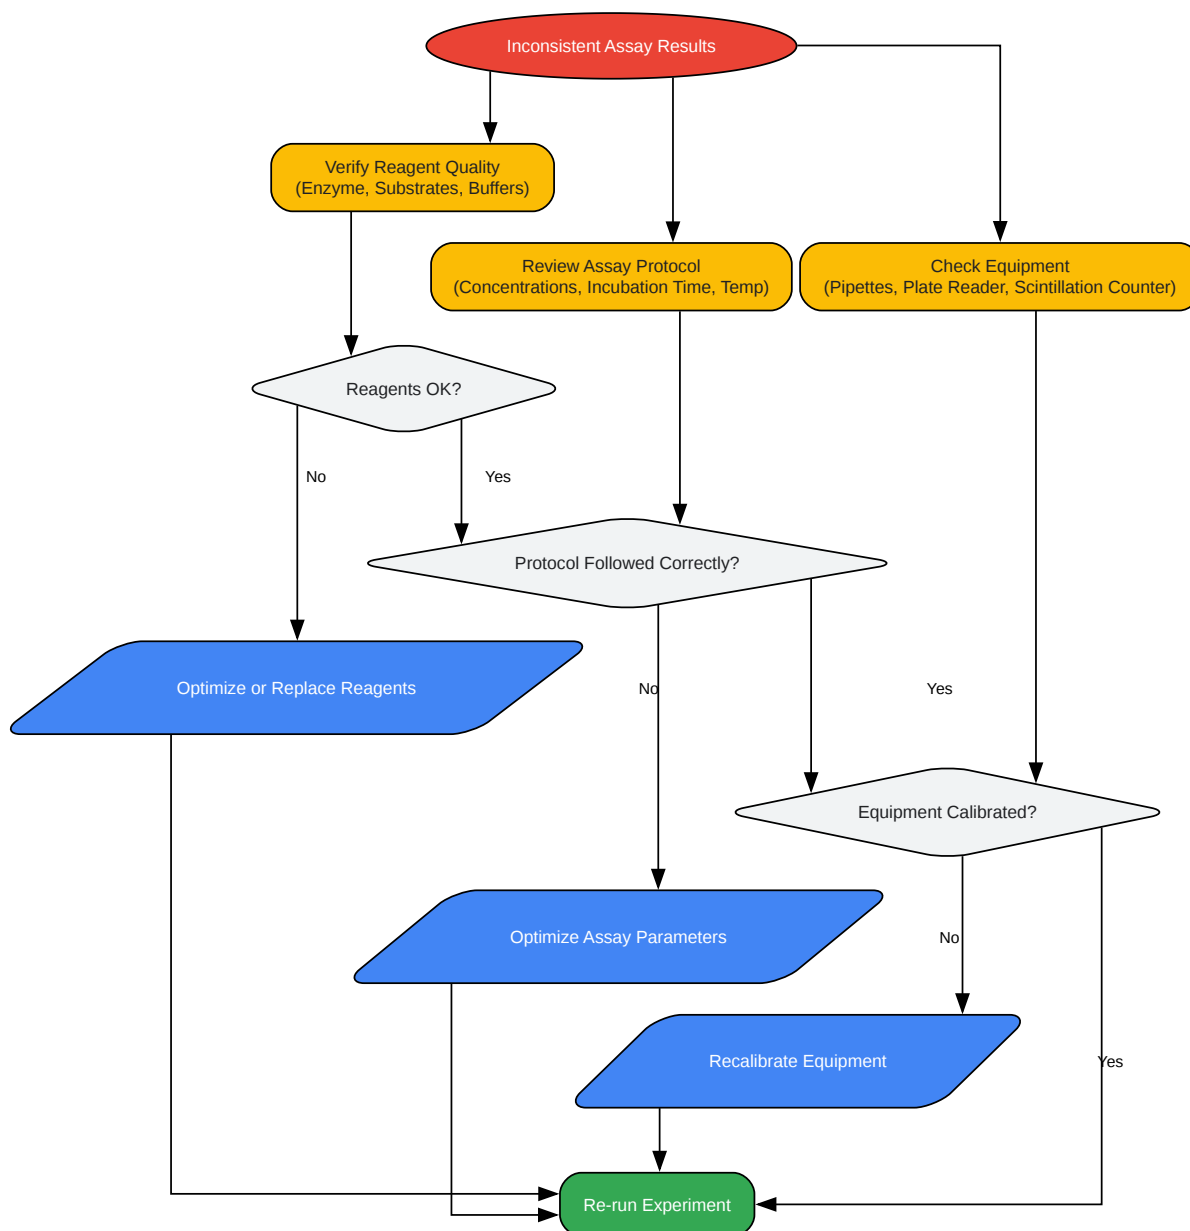 Inconsistent Assay Results
Verify Reagent Quality
(Enzyme, Substrates, Buffers)
Review Assay Protocol
(Concentrations, Incubation Time, Temp)
Check Equipment
(Pipettes, Plate Reader, Scintillation Counter)
Reagents OK?
No
Yes
Protocol Followed Correctly?
Optimize or Replace Reagents
No
Yes
Equipment Calibrated?
Optimize Assay Parameters
No
Recalibrate Equipment
Yes
Re-run Experiment